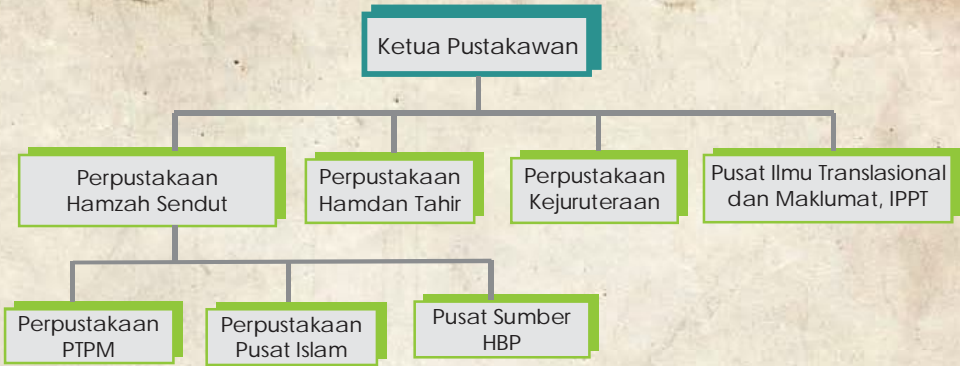 Ketua Pustakawan
Perpustakaan
Hamzah Sendut
Perpustakaan
Hamdan Tahir
Perpustakaan
Kejuruteraan
Pusat Ilmu Translasional
dan Maklumat, IPPT
Perpustakaan
PTPM
Perpustakaan
Pusat Islam
Pusat Sumber
HBP